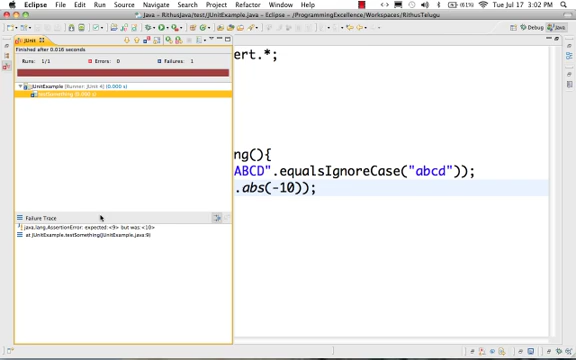 Eclipse File Edit Run Source Navigate Search Project Refactor Window Help Tue Jul 17 3:02 PM
Java – RithusJava/test/JUnitExample.java – Eclipse – /ProgrammingExcellence/Workspaces/RithusTelugu
JUnit
Finished after 0.016 seconds
Runs: 1/1 Errors: 0 Failures: 1
JUnitExample [Runner: JUnit 4] (0.000 s)
testSomething (0.000 s)
ert.*;
ng(){
ABCD".equalsIgnoreCase("abcd"));
.abs(-10));
Failure Trace
java.lang.AssertionError: expected:<9> but was:<10>
at JUnitExample.testSomething(JUnitExample.java:9)